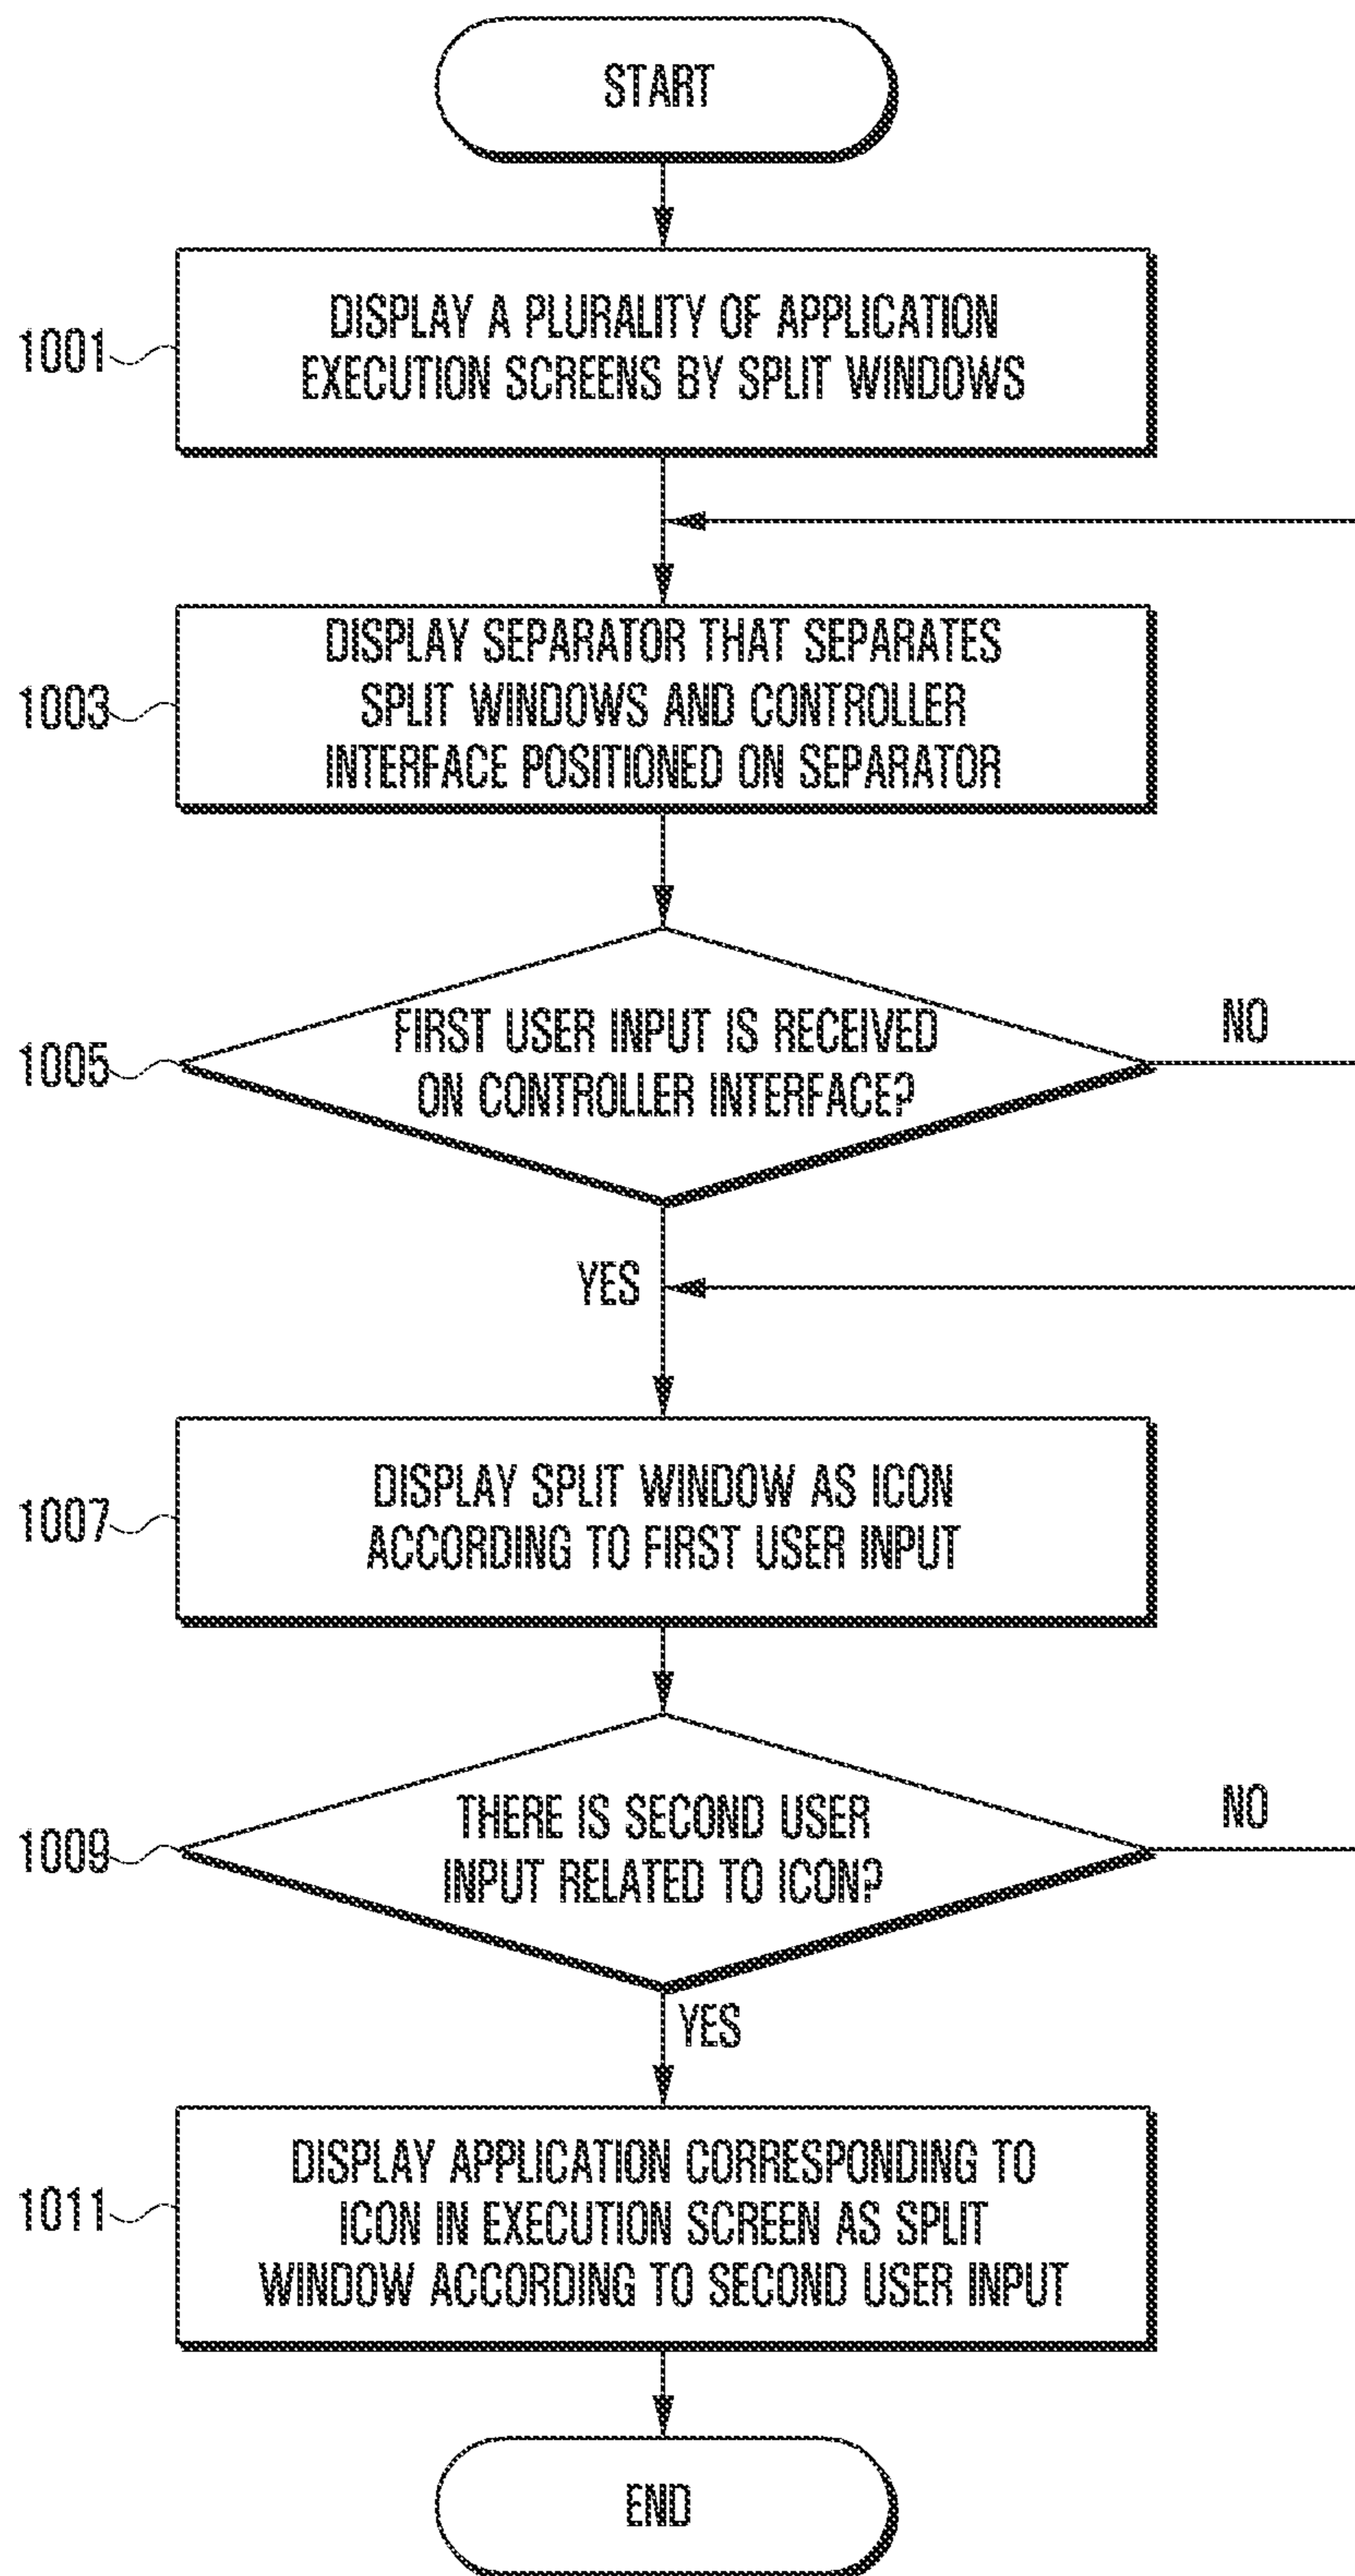 START
1001
DISPLAY A PLURALITY OF APPLICATION
EXECUTION SCREENS BY SPLIT WINDOWS
1003
DISPLAY SEPARATOR THAT SEPARATES
SPLIT WINDOWS AND CONTROLLER
INTERFACE POSITIONED ON SEPARATOR
1005
FIRST USER INPUT IS RECEIVED
ON CONTROLLER INTERFACE?
NO
YES
1007
DISPLAY SPLIT WINDOW AS ICON
ACCORDING TO FIRST USER INPUT
1009
THERE IS SECOND USER
INPUT RELATED TO ICON?
NO
YES
1011
DISPLAY APPLICATION CORRESPONDING TO
ICON IN EXECUTION SCREEN AS SPLIT
WINDOW ACCORDING TO SECOND USER INPUT
END